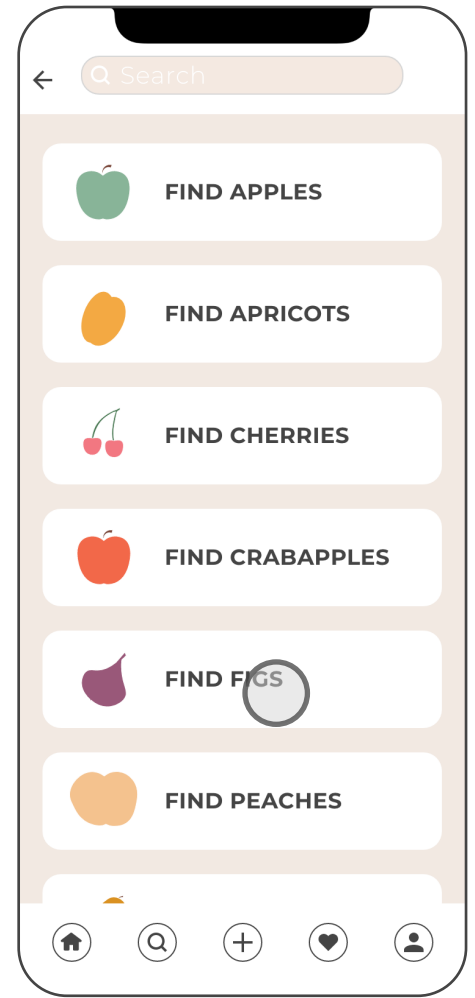 Search
FIND APPLES
FIND APRICOTS
FIND CHERRIES
FIND CRABAPPLES
FIND FIGS
FIND PEACHES